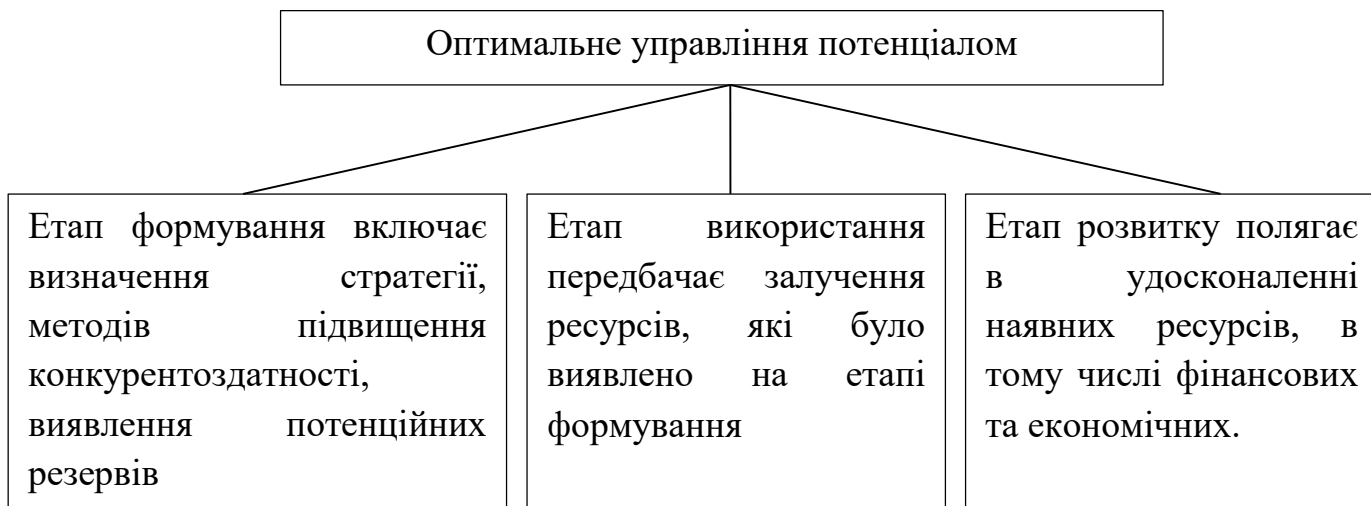 Оптимальне управління потенціалом
Етап формування включає
визначення стратегії,
методів підвищення
конкурентоздатності,
виявлення потенційних
резервів
Етап використання
передбачає залучення
ресурсів, які було
виявлено на етапі
формування
Етап розвитку полягає
в удосконаленні
наявних ресурсів, в
тому числі фінансових
та економічних.